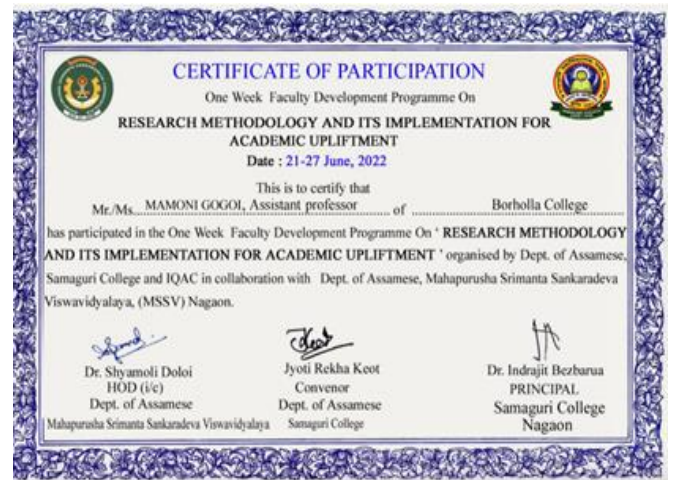 CERTIFICATE OF PARTICIPATION
One Week Faculty Development Programme On
RESEARCH METHODOLOGY AND ITS IMPLEMENTATION FOR
ACADEMIC UPLIFTMENT
Date : 21-27 June, 2022
This is to certify that
Mr./Ms. MAMONI GOGOI, Assistant professor of Borholla College
has participated in the One Week Faculty Development Programme On ‘ RESEARCH METHODOLOGY
AND ITS IMPLEMENTATION FOR ACADEMIC UPLIFTMENT ’ organised by Dept. of Assamese,
Samaguri College and IQAC in collaboration with Dept. of Assamese, Mahapurusha Srimanta Sankaradeva
Viswavidyalaya, (MSSV) Nagaon.
Dr. Shyamoli Doloi
HOD (i/c)
Dept. of Assamese
Mahapurusha Srimanta Sankaradeva Viswavidyalaya
Jyoti Rekha Keot
Convenor
Dept. of Assamese
Samaguri College
Dr. Indrajit Bezbarua
PRINCIPAL
Samaguri College
Nagaon